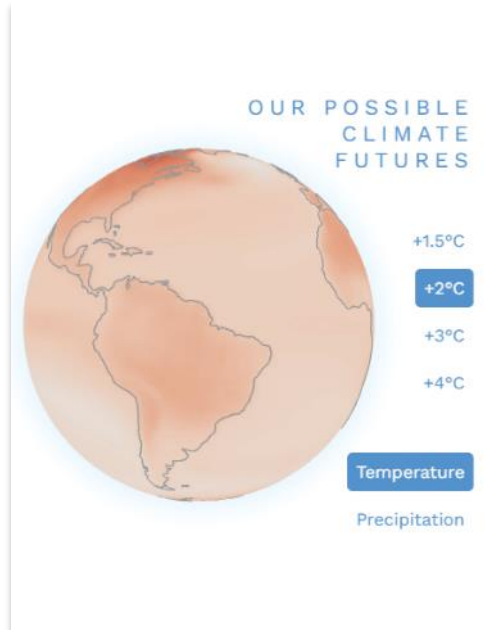 OUR POSSIBLE
CLIMATE
FUTURES
+1.5°C
+2°C
+3°C
+4°C
Temperature
Precipitation